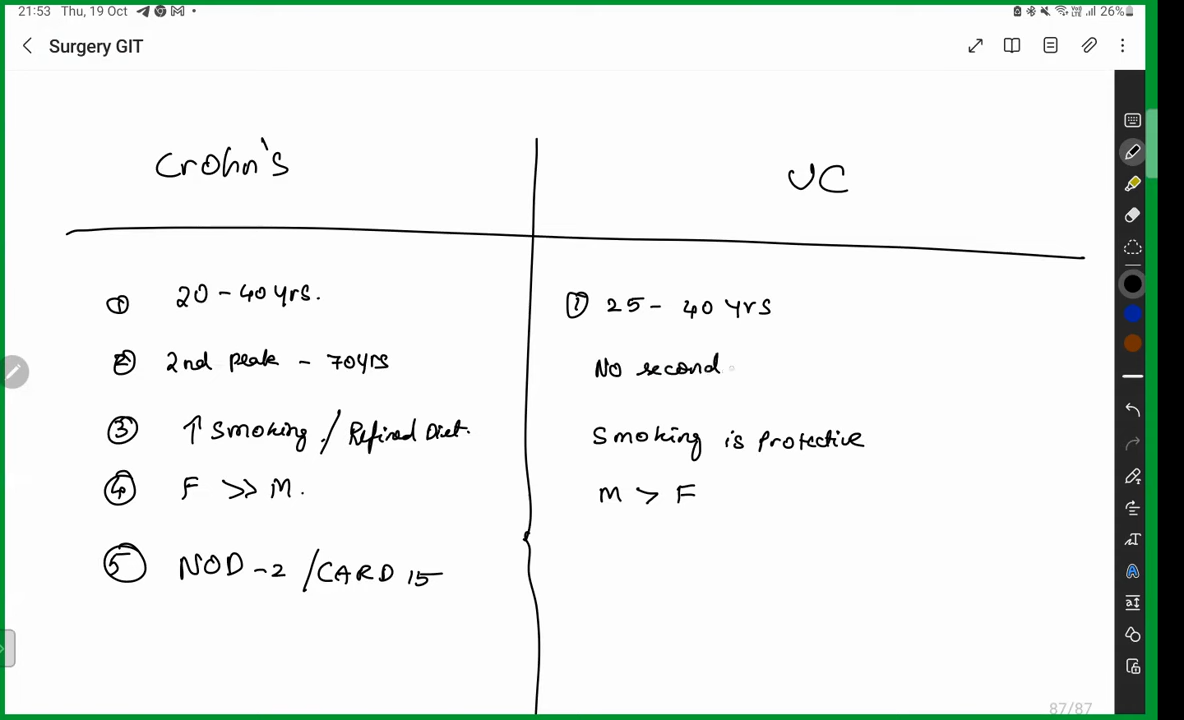 21:53 Thu, 19 Oct
26%
Surgery GIT
Crohn's
UC
① 20 - 40 yrs.
① 25 - 40 yrs
② 2nd peak - 70yrs
No second
③ ↑ Smoking / Refined Diet.
Smoking is protective
④ F >> M.
M > F
⑤ NOD -2 / CARD 15
87/87